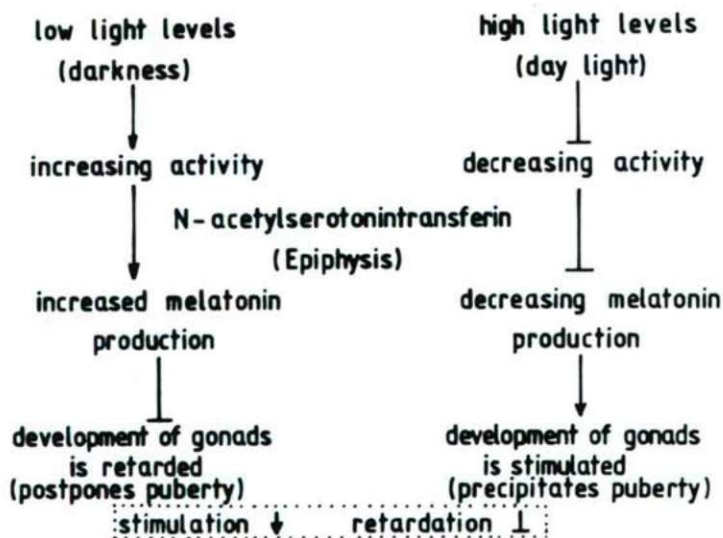 low light levels
(darkness)
increasing activity
high light levels
(day light)
decreasing activity
N-acetylserotonintransferin
(Epiphysis)
increased melatonin
production
decreasing melatonin
production
development of gonads
is retarded
(postpones puberty)
development of gonads
is stimulated
(precipitates puberty)
stimulation
retardation